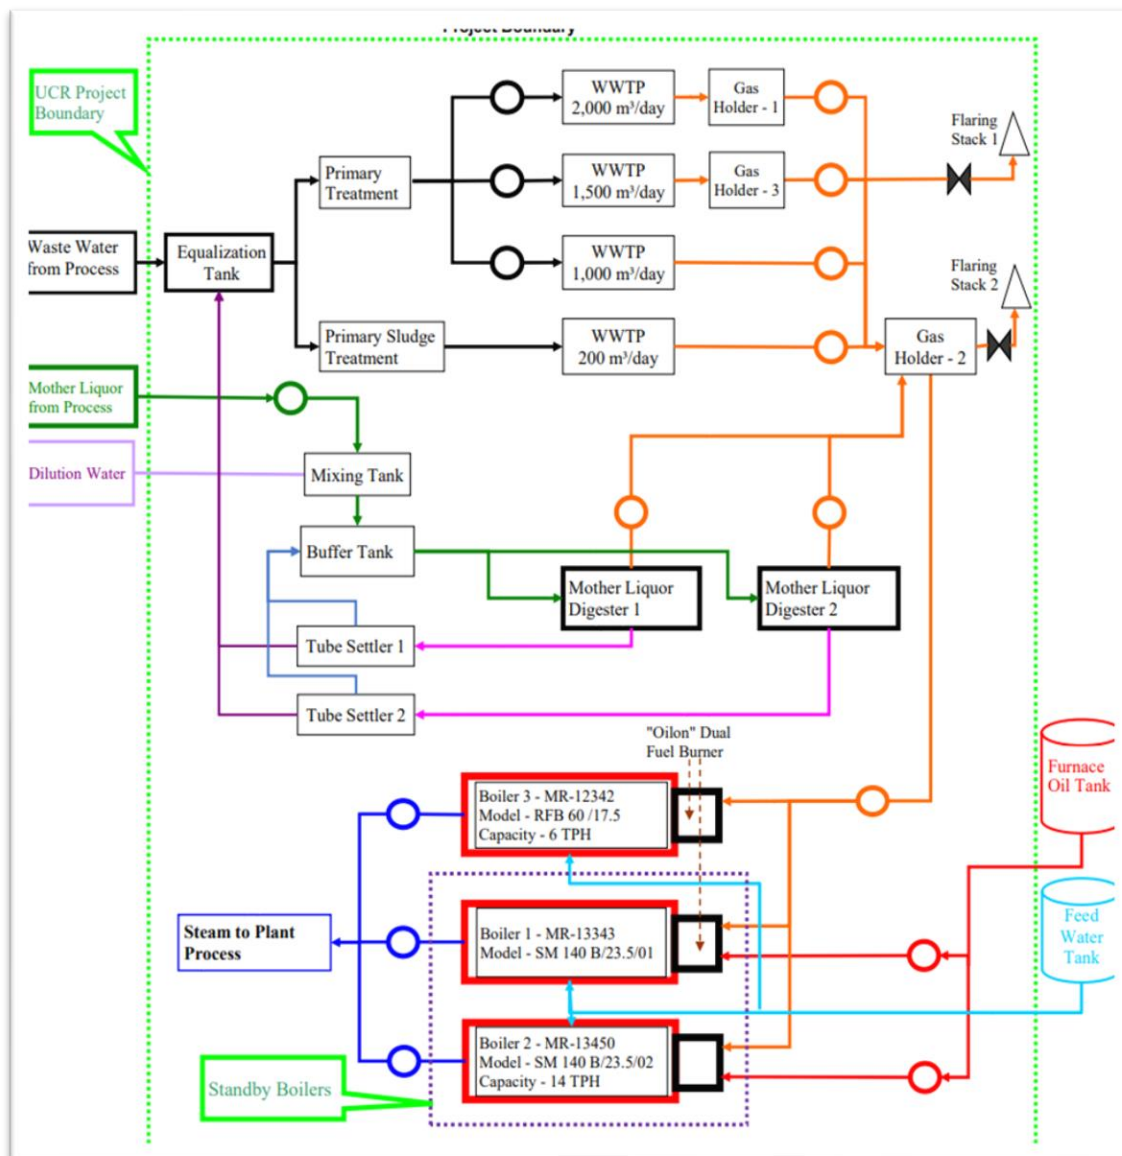 Project Boundary
UCR Project
Boundary
WWTP
2,000 m³/day
Gas
Holder - 1
Flaring
Stack 1
Primary
Treatment
WWTP
1,500 m³/day
Gas
Holder - 3
Waste Water
from Process
Equalization
Tank
WWTP
1,000 m³/day
Flaring
Stack 2
Primary Sludge
Treatment
WWTP
200 m³/day
Gas
Holder - 2
Mother Liquor
from Process
Dilution Water
Mixing Tank
Buffer Tank
Mother Liquor
Digester 1
Mother Liquor
Digester 2
Tube Settler 1
Tube Settler 2
"Oilon" Dual
Fuel Burner
Furnace
Oil Tank
Boiler 3 - MR-12342
Model - RFB 60 /17.5
Capacity - 6 TPH
Steam to Plant
Process
Boiler 1 - MR-13343
Model - SM 140 B/23.5/01
Feed
Water
Tank
Boiler 2 - MR-13450
Model - SM 140 B/23.5/02
Capacity - 14 TPH
Standby Boilers